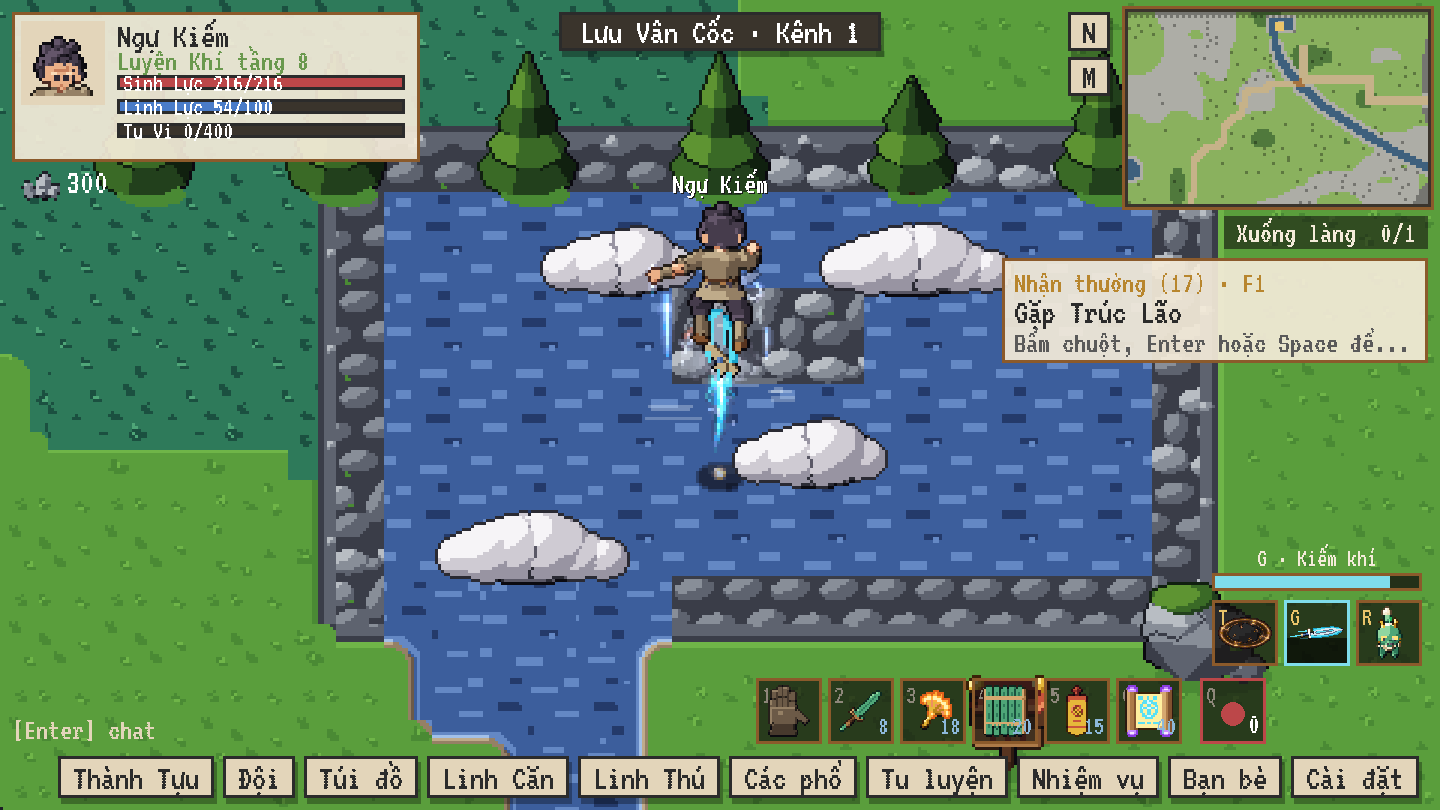 Ngự Kiếm
Luyện Khí tầng 8
Sinh Lực 216/216
Linh Lực 54/100
Tu Vi 0/400
300
Lưu Vân Cốc · Kênh 1
N
M
Ngự Kiếm
Xuống làng 0/1
Nhận thưởng (17) · F1
Gặp Trúc Lão
Bấm chuột, Enter hoặc Space để...
G · Kiếm khí
T G R
1 2 8 3 18 20 5 15 40 Q 0
[Enter] chat
Thành Tựu Đội Túi đồ Linh Căn Linh Thú Các phổ Tu luyện Nhiệm vụ Bạn bè Cài đặt